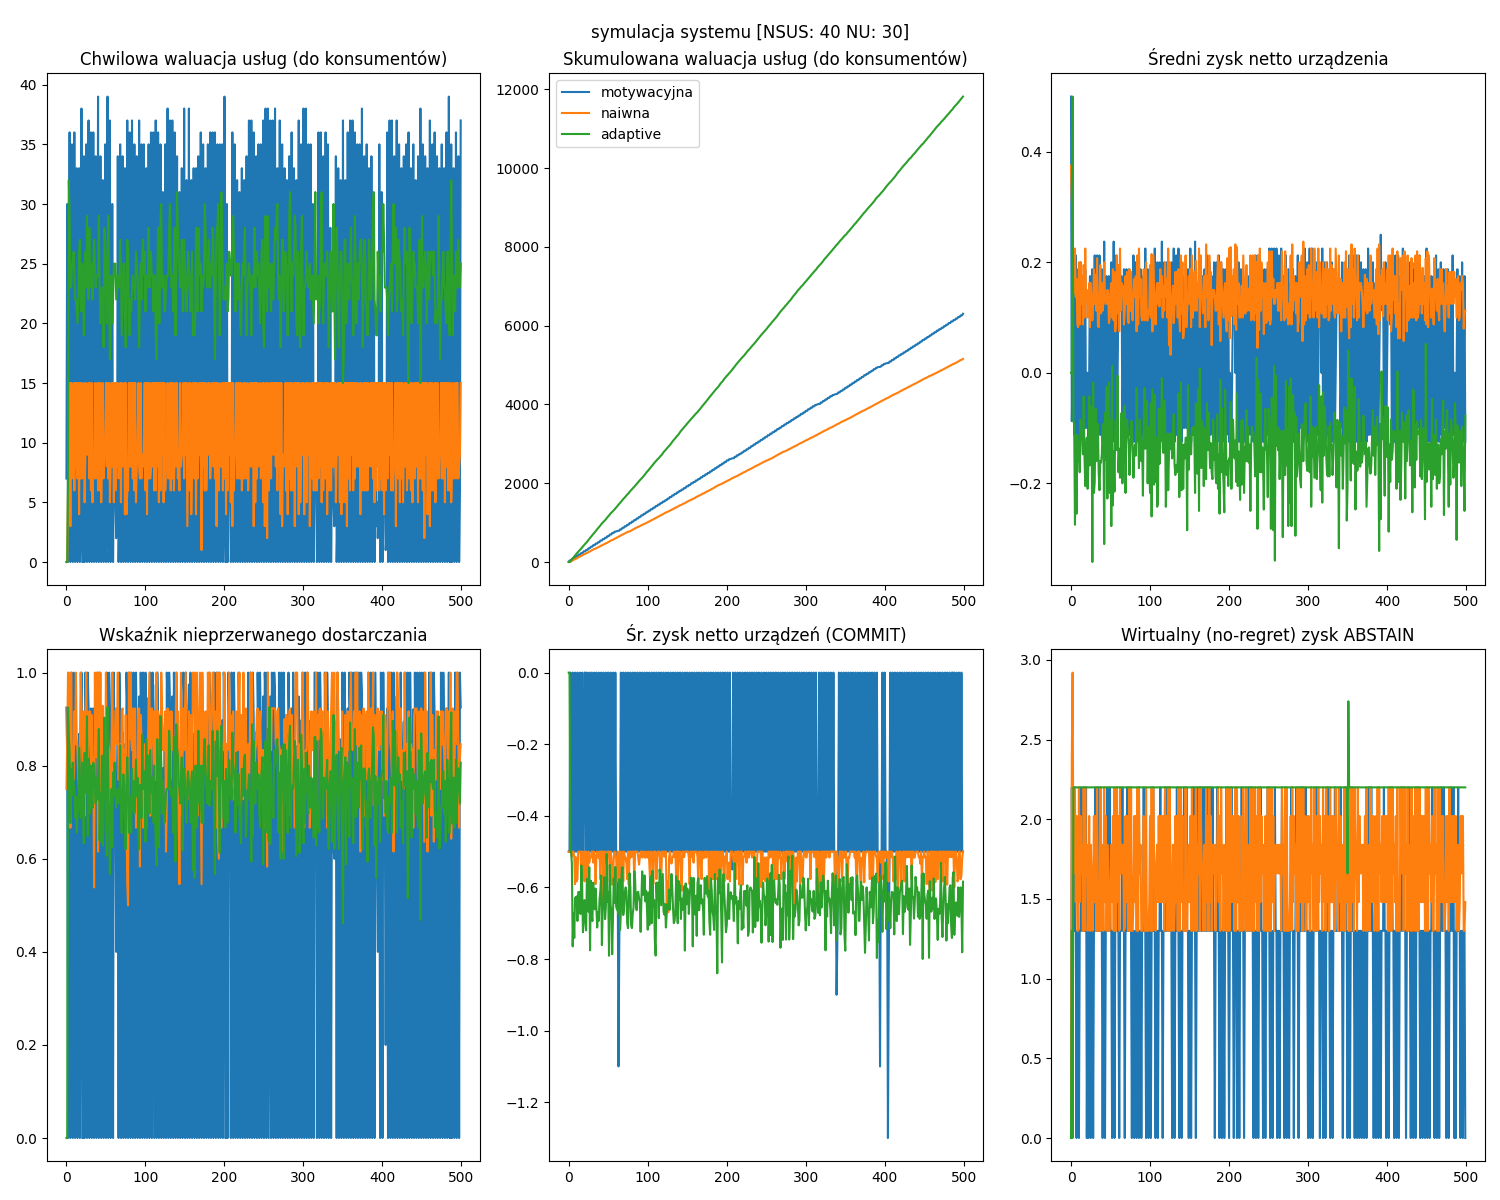 symulacja systemu [NSUS: 40 NU: 30]
Chwilowa waluacja usług (do konsumentów)
40
35
30
25
20
15
10
5
0
0 100 200 300 400 500
Skumulowana waluacja usług (do konsumentów)
motywacyjna
naiwna
adaptive
12000
10000
8000
6000
4000
2000
0
0 100 200 300 400 500
Średni zysk netto urządzenia
0.4
0.2
0.0
−0.2
0 100 200 300 400 500
Wskaźnik nieprzerwanego dostarczania
1.0
0.8
0.6
0.4
0.2
0.0
0 100 200 300 400 500
Śr. zysk netto urządzeń (COMMIT)
0.0
−0.2
−0.4
−0.6
−0.8
−1.0
−1.2
0 100 200 300 400 500
Wirtualny (no-regret) zysk ABSTAIN
3.0
2.5
2.0
1.5
1.0
0.5
0.0
0 100 200 300 400 500